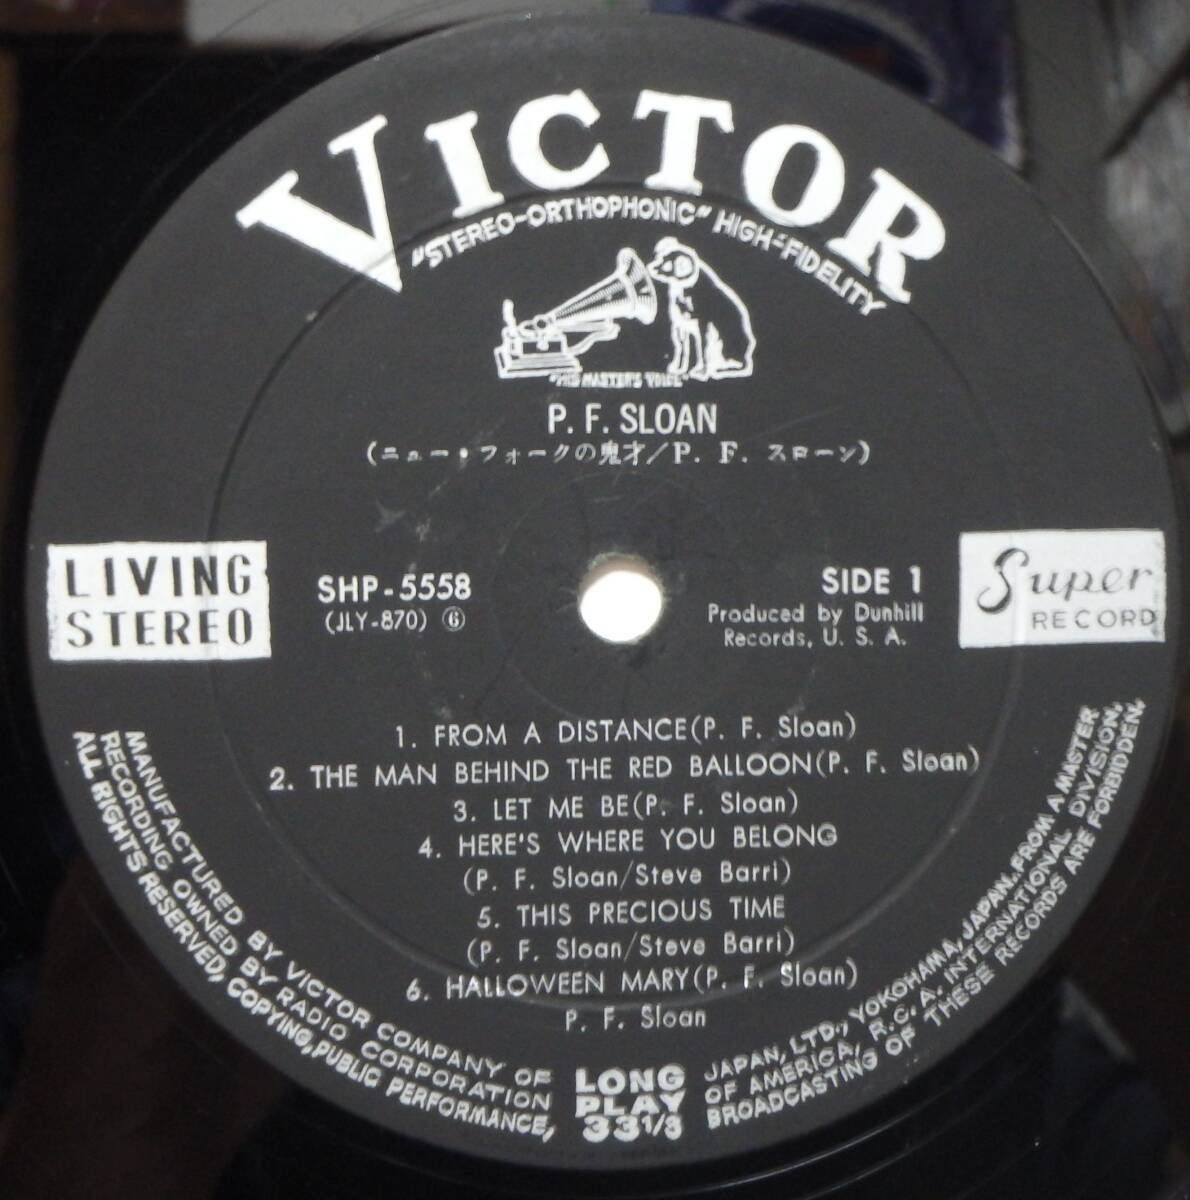 VICTOR
"STEREO-ORTHOPHONIC" HIGH-FIDELITY
"HIS MASTER'S VOICE"
P. F. SLOAN
(ニュー・フォークの鬼才/P. F. スローン)
LIVING
STEREO
SHP-5558
(JLY-870) ⑥
SIDE 1
Produced by Dunhill
Records, U. S. A.
Super
RECORD
1. FROM A DISTANCE(P. F. Sloan)
2. THE MAN BEHIND THE RED BALLOON(P. F. Sloan)
3. LET ME BE(P. F. Sloan)
4. HERE'S WHERE YOU BELONG
(P. F. Sloan/Steve Barri)
5. THIS PRECIOUS TIME
(P. F. Sloan/Steve Barri)
6. HALLOWEEN MARY(P. F. Sloan)
P. F. Sloan
LONG
PLAY
33 1/3
MANUFACTURED BY VICTOR COMPANY OF JAPAN, LTD., YOKOHAMA, JAPAN. FROM A MASTER
RECORDING OWNED BY RADIO CORPORATION OF AMERICA, R.C.A. INTERNATIONAL DIVISION.
ALL RIGHTS RESERVED, COPYING, PUBLIC PERFORMANCE, BROADCASTING OF THESE RECORDS ARE FORBIDDEN.